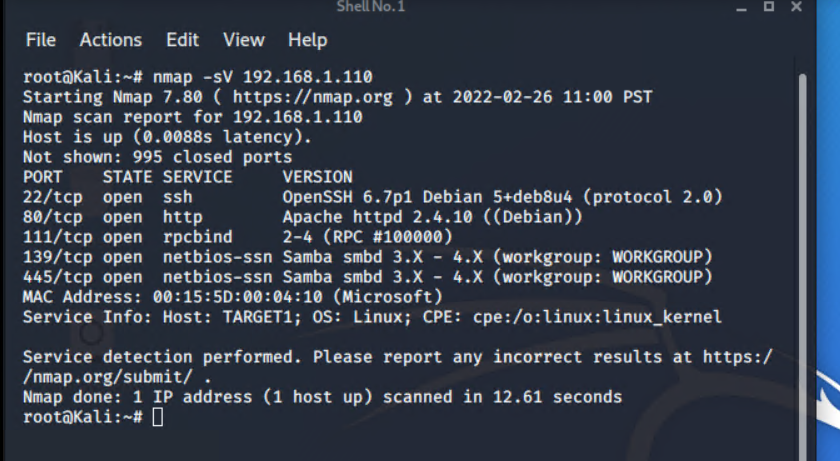 Shell No. 1
File Actions Edit View Help
root@Kali:~# nmap -sV 192.168.1.110
Starting Nmap 7.80 ( https://nmap.org ) at 2022-02-26 11:00 PST
Nmap scan report for 192.168.1.110
Host is up (0.0088s latency).
Not shown: 995 closed ports
PORT    STATE SERVICE     VERSION
22/tcp  open  ssh         OpenSSH 6.7p1 Debian 5+deb8u4 (protocol 2.0)
80/tcp  open  http        Apache httpd 2.4.10 ((Debian))
111/tcp open  rpcbind     2-4 (RPC #100000)
139/tcp open  netbios-ssn Samba smbd 3.X - 4.X (workgroup: WORKGROUP)
445/tcp open  netbios-ssn Samba smbd 3.X - 4.X (workgroup: WORKGROUP)
MAC Address: 00:15:5D:00:04:10 (Microsoft)
Service Info: Host: TARGET1; OS: Linux; CPE: cpe:/o:linux:linux_kernel

Service detection performed. Please report any incorrect results at https:/
/nmap.org/submit/ .
Nmap done: 1 IP address (1 host up) scanned in 12.61 seconds
root@Kali:~#